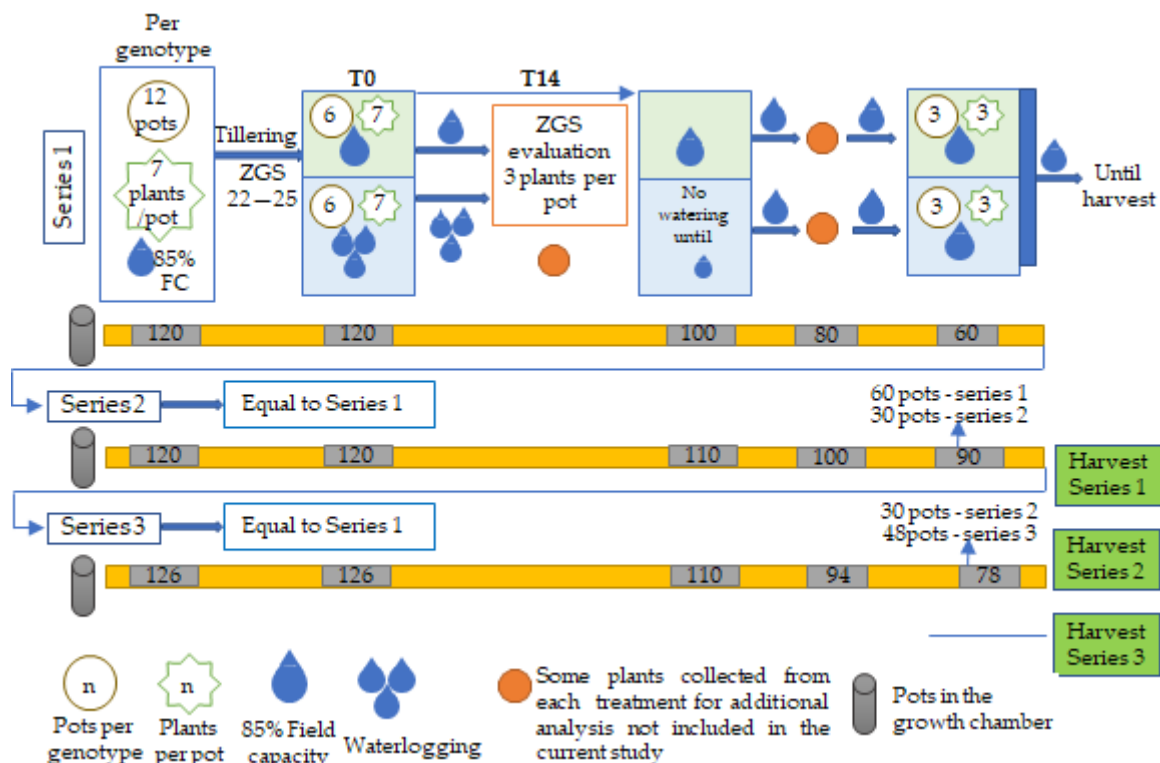 Per
genotype
Series 1
12
pots
7
plants
/pot
85%
FC
Tillering
ZGS
22–25
T0
6
7
6
7
T14
ZGS
evaluation
3 plants per
pot
No
watering
until
3
3
3
3
Until
harvest
120
120
100
80
60
Series 2
Equal to Series 1
60 pots - series 1
30 pots - series 2
120
120
110
100
90
Harvest
Series 1
Series 3
Equal to Series 1
30 pots - series 2
48pots - series 3
126
126
110
94
78
Harvest
Series 2
Harvest
Series 3
n
Pots per
genotype
n
Plants
per pot
85% Field
capacity
Waterlogging
Some plants collected from
each treatment for additional
analysis not included in the
current study
Pots in the
growth chamber